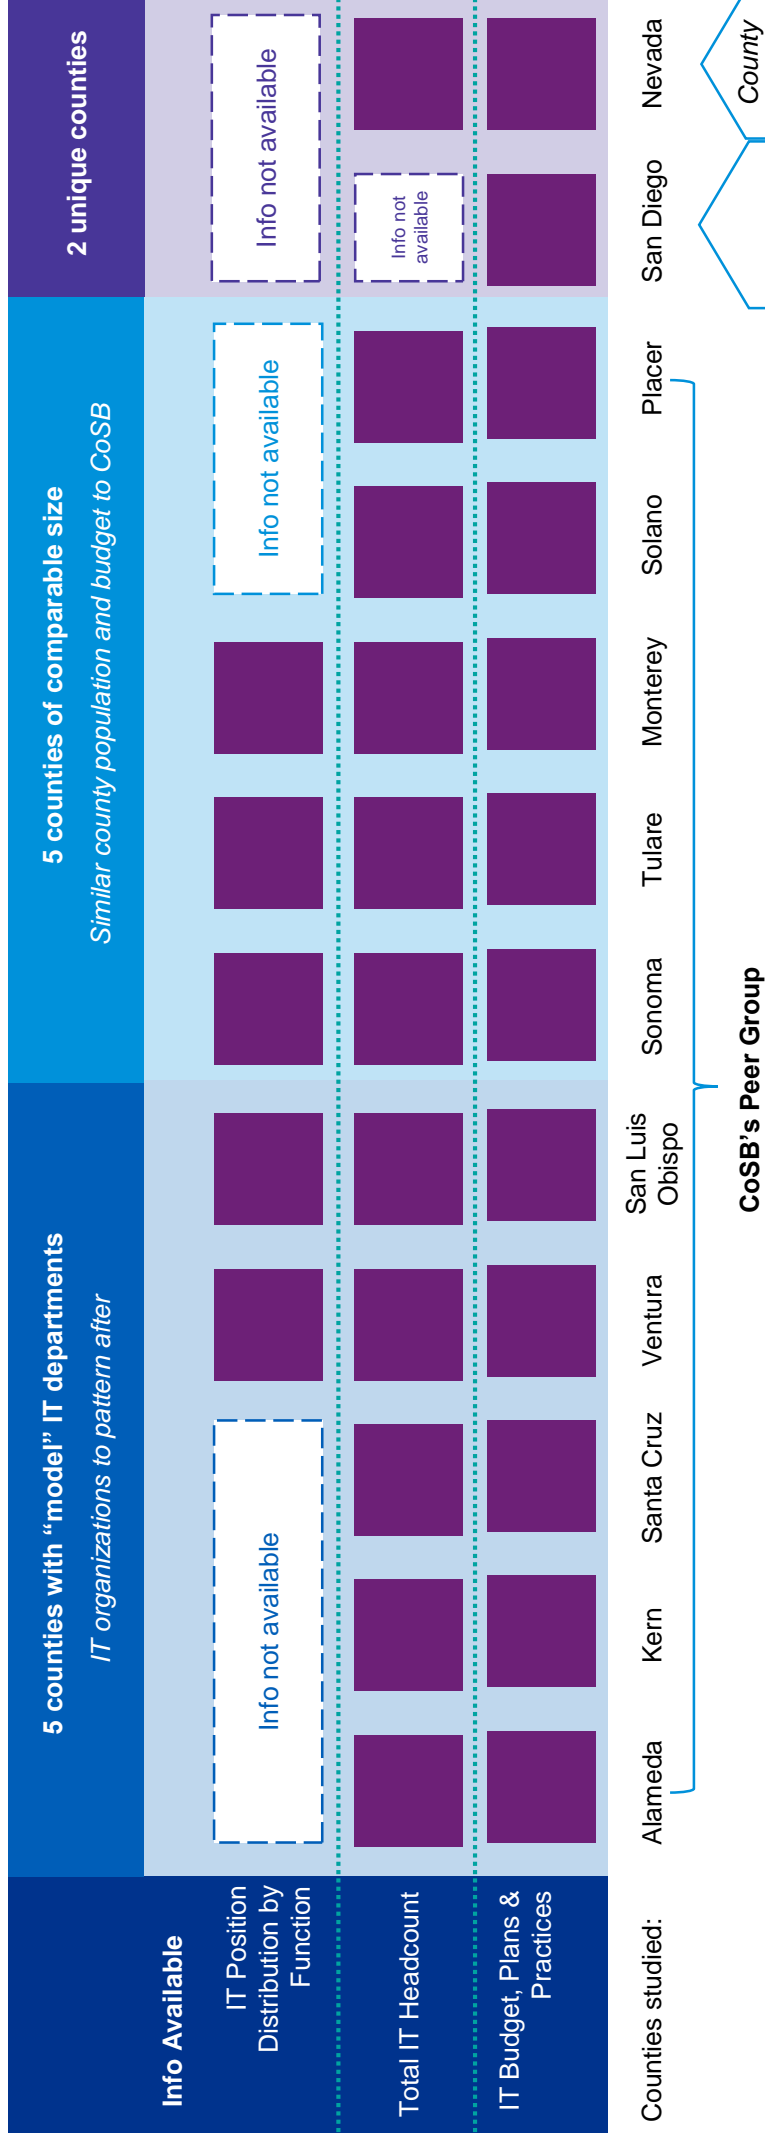 5 counties with “model” IT departments
IT organizations to pattern after
5 counties of comparable size
Similar county population and budget to CoSB
2 unique counties
Info Available
IT Position
Distribution by
Function
Info not available
Info not available
Info not available
Total IT Headcount
Info not
available
IT Budget, Plans &
Practices
Counties studied:
Alameda
Kern
Santa Cruz
Ventura
San Luis
Obispo
Sonoma
Tulare
Monterey
Solano
Placer
San Diego
Nevada
CoSB’s Peer Group
County